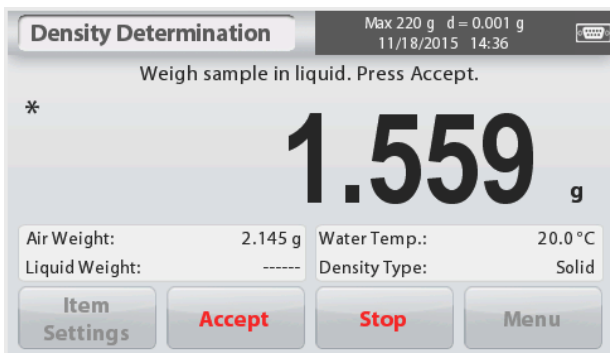 Density Determination
Max 220 g d = 0.001 g
11/18/2015 14:36
Weigh sample in liquid. Press Accept.
*
1.559 g
Air Weight: 2.145 g Water Temp.: 20.0 °C
Liquid Weight: ------ Density Type: Solid
Item Settings
Accept
Stop
Menu